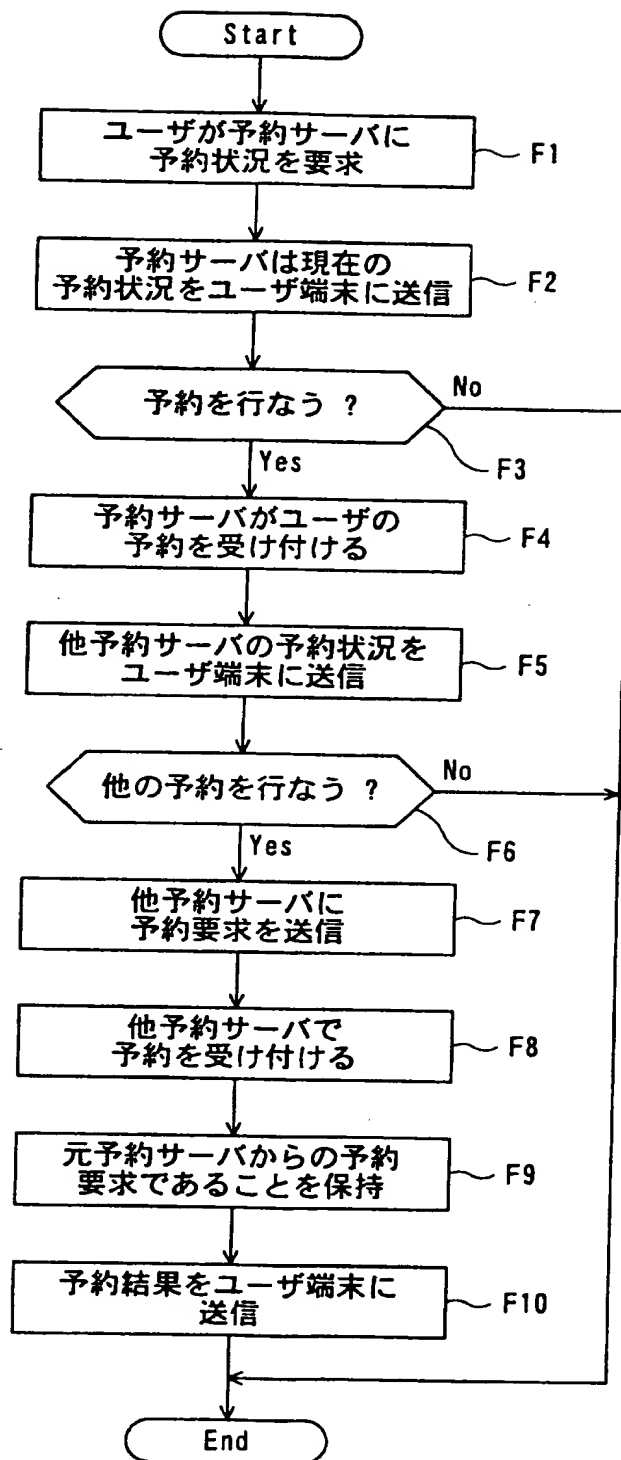 Start
ユーザが予約サーバに
予約状況を要求
F1
予約サーバは現在の
予約状況をユーザ端末に送信
F2
予約を行なう ?
No
F3
Yes
予約サーバがユーザの
予約を受け付ける
F4
他予約サーバの予約状況を
ユーザ端末に送信
F5
他の予約を行なう ?
No
F6
Yes
他予約サーバに
予約要求を送信
F7
他予約サーバで
予約を受け付ける
F8
元予約サーバからの予約
要求であることを保持
F9
予約結果をユーザ端末に
送信
F10
End